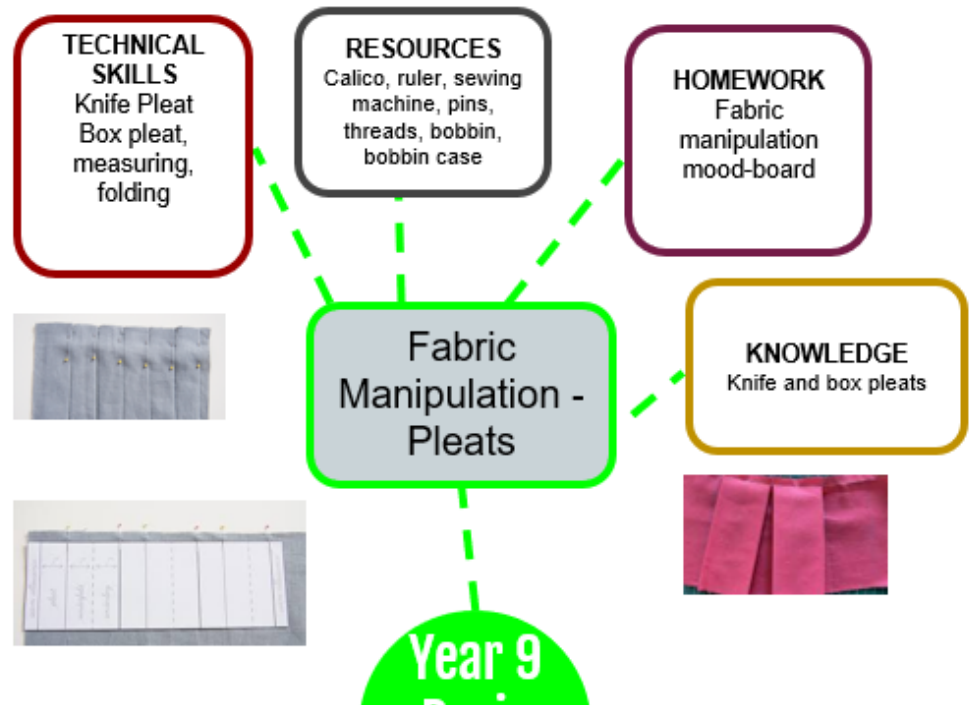 TECHNICAL
SKILLS
Knife Pleat
Box pleat,
measuring,
folding
RESOURCES
Calico, ruler, sewing
machine, pins,
threads, bobbin,
bobbin case
HOMEWORK
Fabric
manipulation
mood-board
Fabric
Manipulation -
Pleats
KNOWLEDGE
Knife and box pleats
Year 9